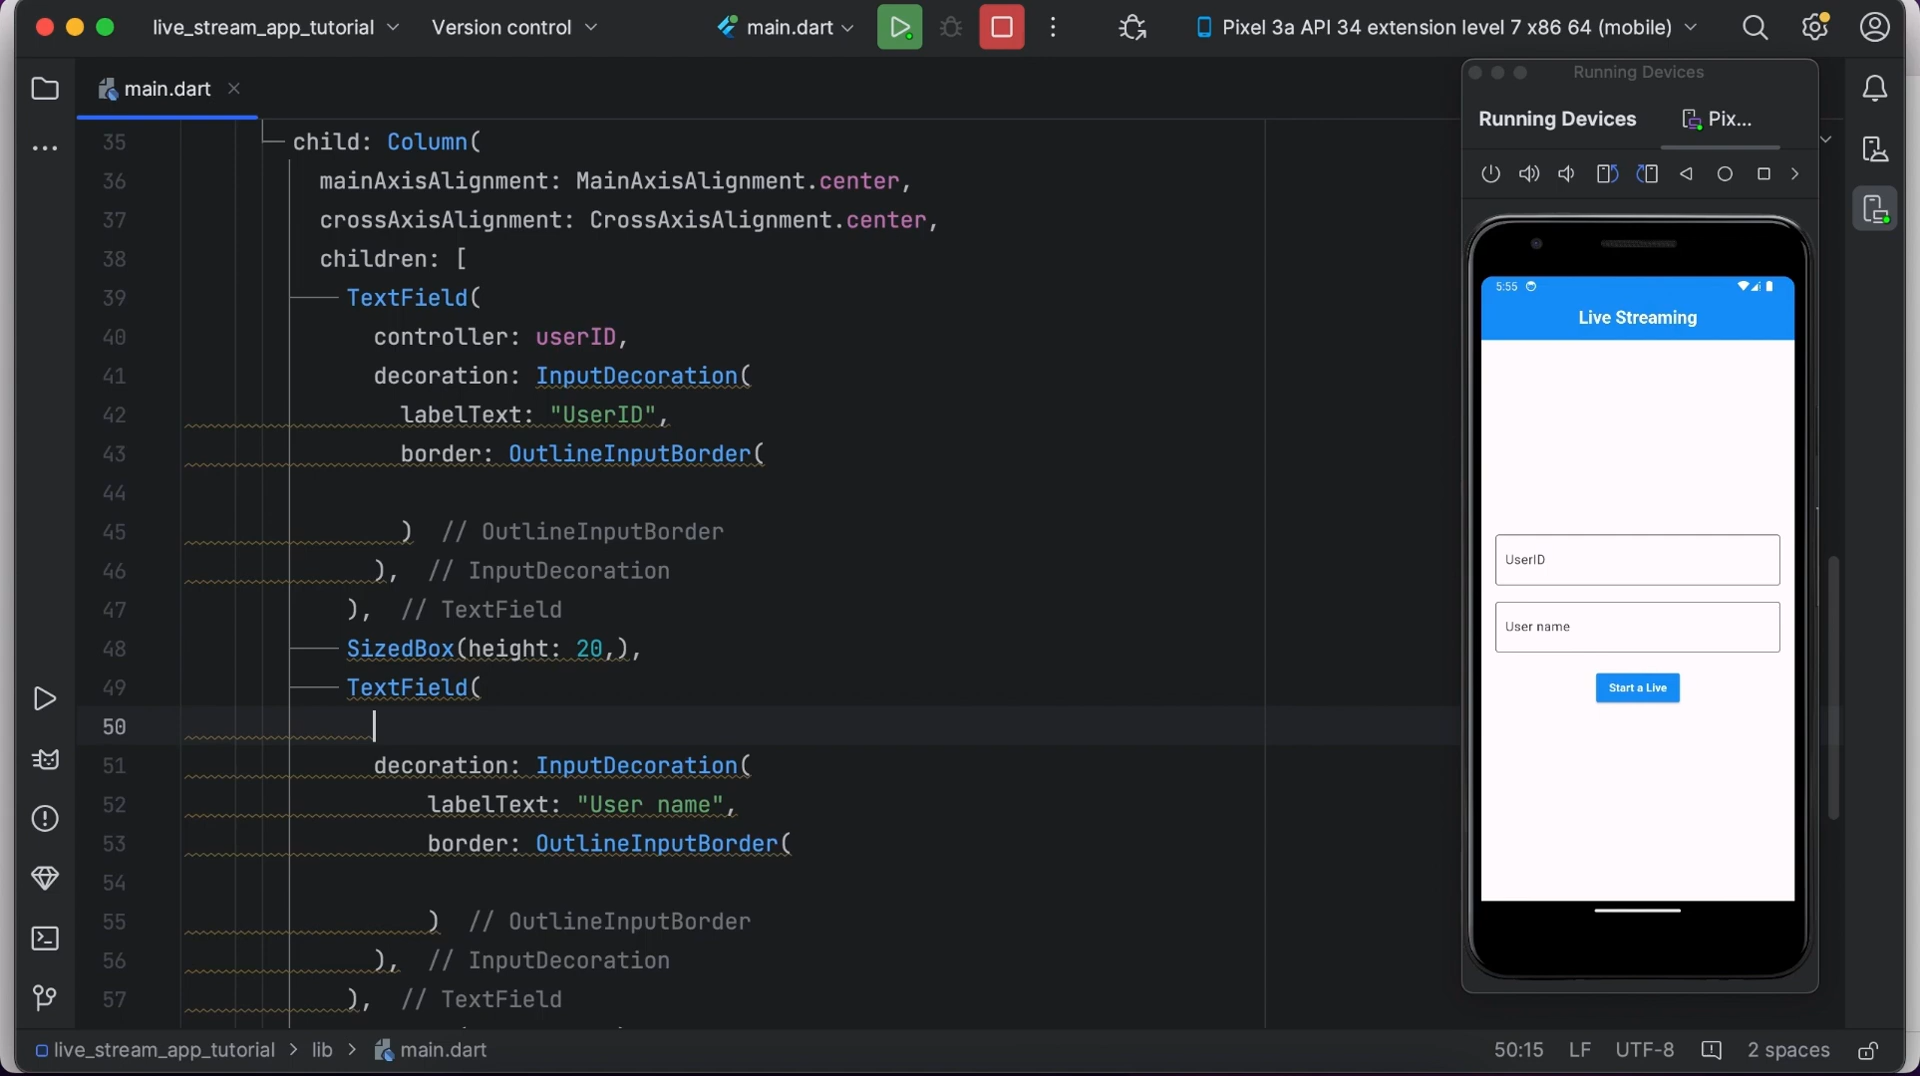 live_stream_app_tutorial
Version control
main.dart
Pixel 3a API 34 extension level 7 x86 64 (mobile)
main.dart
35 child: Column(
36 mainAxisAlignment: MainAxisAlignment.center,
37 crossAxisAlignment: CrossAxisAlignment.center,
38 children: [
39 TextField(
40 controller: userID,
41 decoration: InputDecoration(
42 labelText: "UserID",
43 border: OutlineInputBorder(
44
45 ) // OutlineInputBorder
46 ), // InputDecoration
47 ), // TextField
48 SizedBox(height: 20,),
49 TextField(
50
51 decoration: InputDecoration(
52 labelText: "User name",
53 border: OutlineInputBorder(
54
55 ) // OutlineInputBorder
56 ), // InputDecoration
57 ), // TextField
Running Devices
Running Devices
Pix...
5:55
Live Streaming
UserID
User name
Start a Live
live_stream_app_tutorial > lib > main.dart
50:15 LF UTF-8 2 spaces